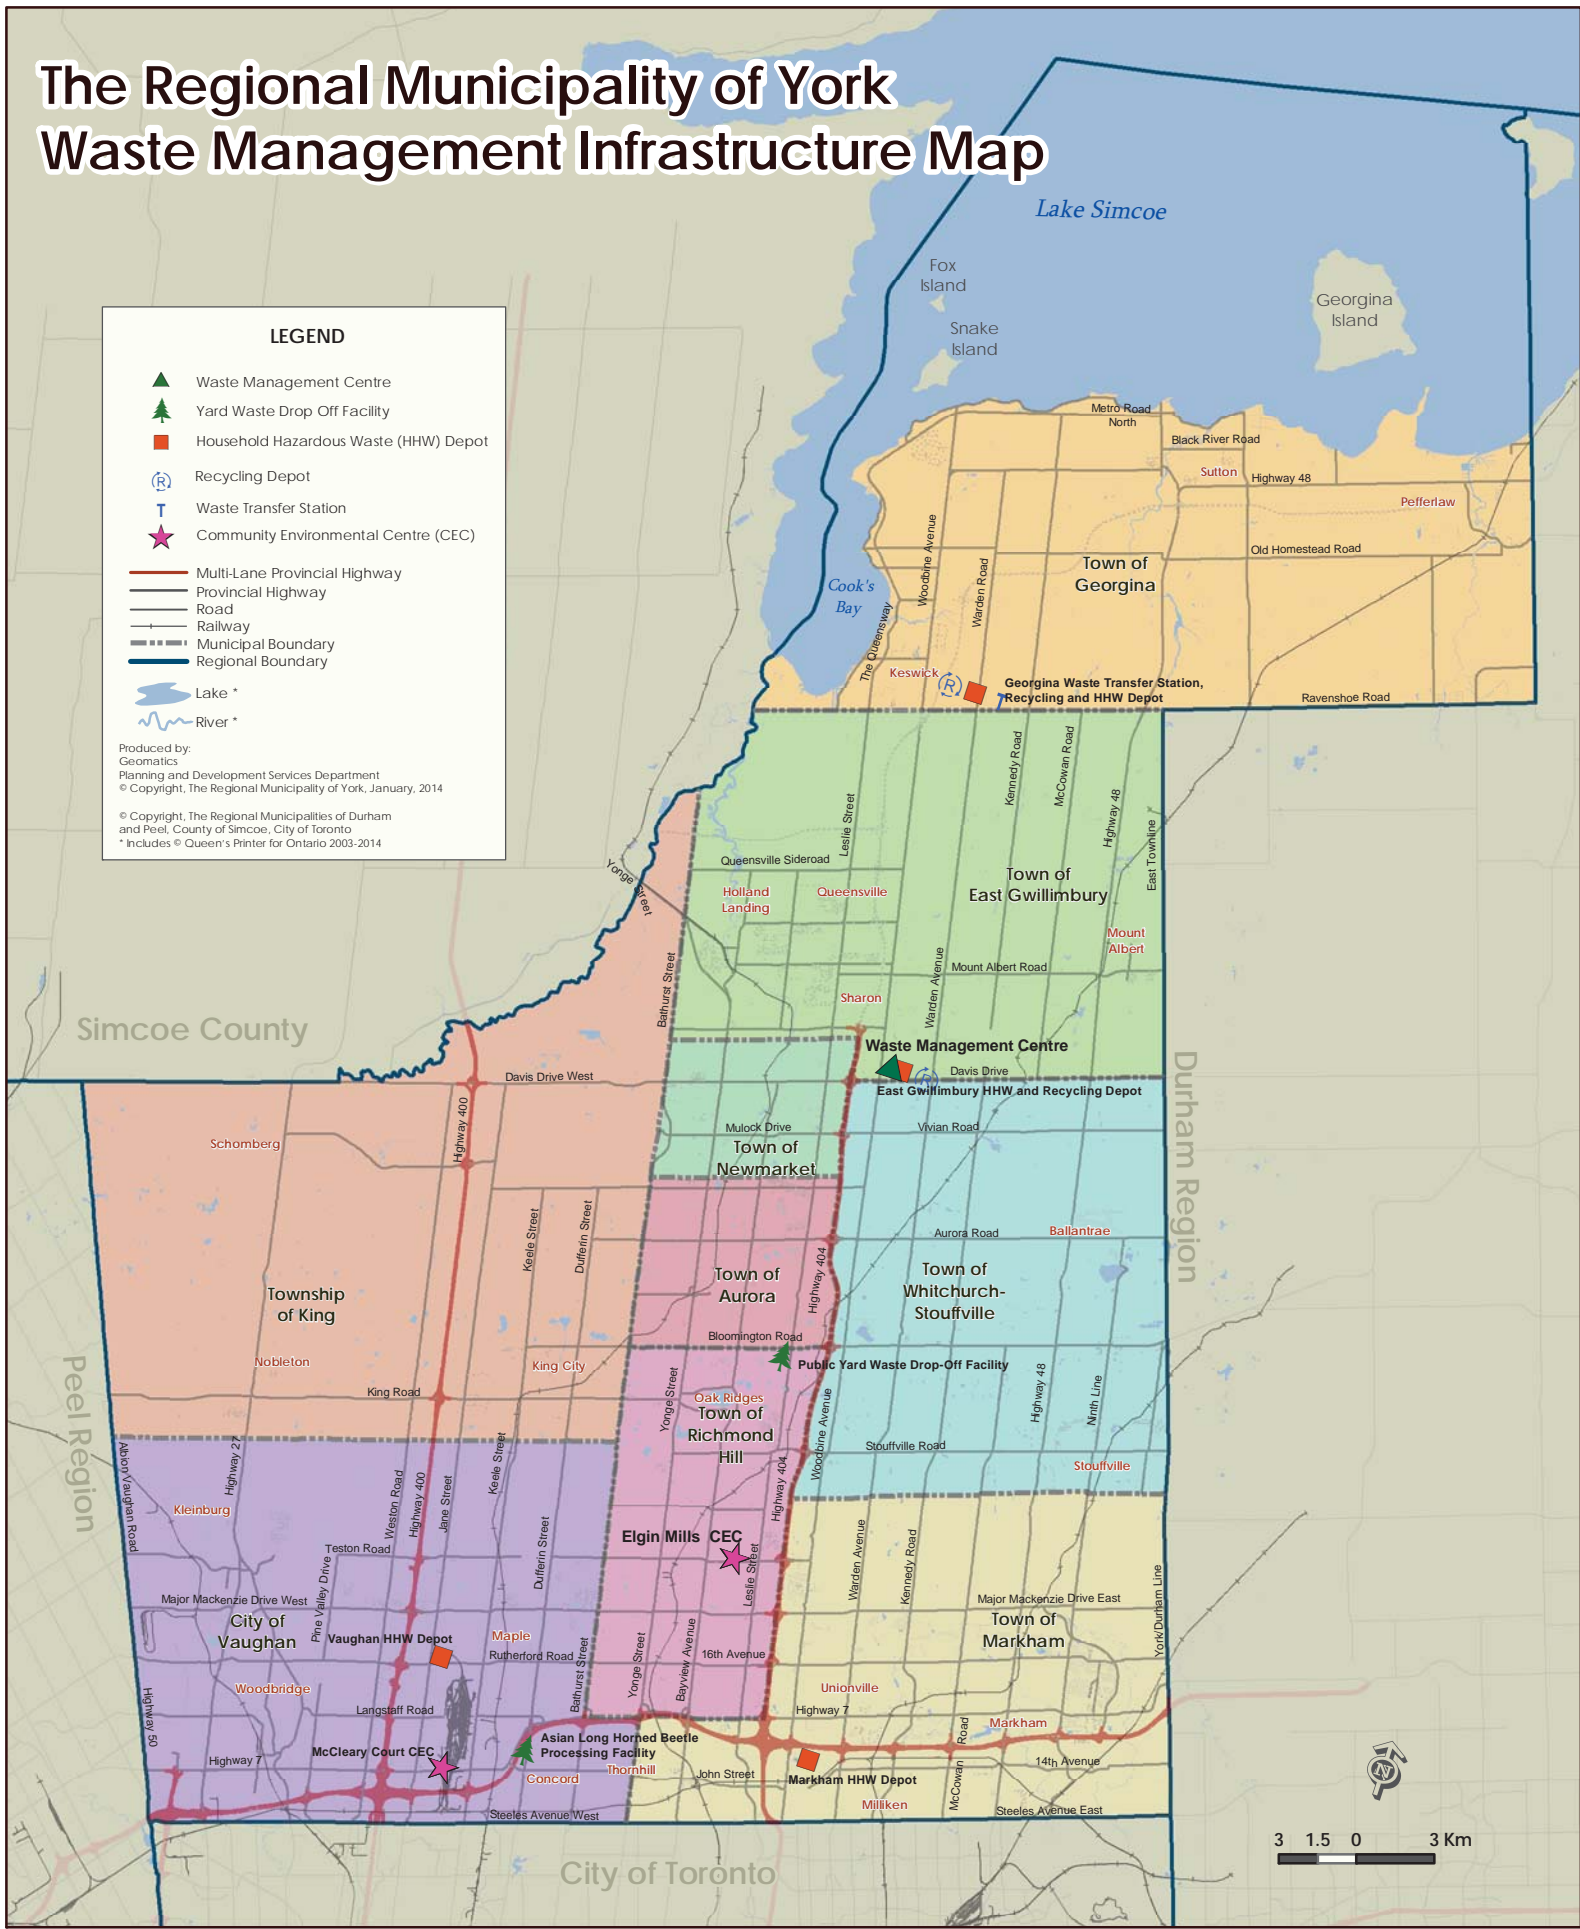 The Regional Municipality of York
Waste Management Infrastructure Map
Lake Simcoe
Fox
Island
Snake
Island
Georgina
Island
LEGEND
Waste Management Centre
Yard Waste Drop Off Facility
Household Hazardous Waste (HHW) Depot
R
Recycling Depot
T
Waste Transfer Station
Community Environmental Centre (CEC)
Multi-Lane Provincial Highway
Provincial Highway
Road
Railway
Municipal Boundary
Regional Boundary
Lake *
River *
Produced by:
Geomatics
Planning and Development Services Department
© Copyright, The Regional Municipality of York, January, 2014
© Copyright, The Regional Municipalities of Durham
and Peel, County of Simcoe, City of Toronto
* Includes © Queen's Printer for Ontario 2003-2014
Metro Road
North
Black River Road
Sutton
Highway 48
Pefferlaw
Old Homestead Road
Woodbine Avenue
Warden Road
Town of
Georgina
Cook's
Bay
The Queensway
Keswick
R
T
Georgina Waste Transfer Station,
Recycling and HHW Depot
Ravenshoe Road
Kennedy Road
McCowan Road
Highway 48
East Townline
Leslie Street
Queensville Sideroad
Yonge Street
Holland
Landing
Queensville
Town of
East Gwillimbury
Mount
Albert
Bathurst Street
Warden Avenue
Mount Albert Road
Sharon
Simcoe County
Durham Region
Waste Management Centre
R
Davis Drive
East Gwillimbury HHW and Recycling Depot
Davis Drive West
Highway 400
Schomberg
Mulock Drive
Vivian Road
Town of
Newmarket
Keele Street
Dufferin Street
Aurora Road
Ballantrae
Highway 404
Town of
Aurora
Town of
Whitchurch-
Stouffville
Township
of King
Bloomington Road
Public Yard Waste Drop-Off Facility
Nobleton
King City
Peel Region
King Road
Yonge Street
Oak Ridges
Town of
Richmond
Hill
Woodbine Avenue
Highway 48
Ninth Line
Stouffville Road
Stouffville
Highway 404
Albion Vaughan Road
Highway 27
Kleinburg
Weston Road
Highway 400
Jane Street
Keele Street
Dufferin Street
Teston Road
Pine Valley Drive
Elgin Mills CEC
Leslie Street
Warden Avenue
Kennedy Road
York/Durham Line
Major Mackenzie Drive West
City of
Vaughan
Vaughan HHW Depot
Maple
Rutherford Road
Bathurst Street
Yonge Street
Bayview Avenue
16th Avenue
Major Mackenzie Drive East
Town of
Markham
Woodbridge
Unionville
Highway 50
Langstaff Road
Highway 7
Markham
McCowan Road
Highway 7
McCleary Court CEC
Asian Long Horned Beetle
Processing Facility
Concord
Thornhill
John Street
14th Avenue
Markham HHW Depot
Milliken
Steeles Avenue West
Steeles Avenue East
City of Toronto
N
3 1.5 0 3 Km